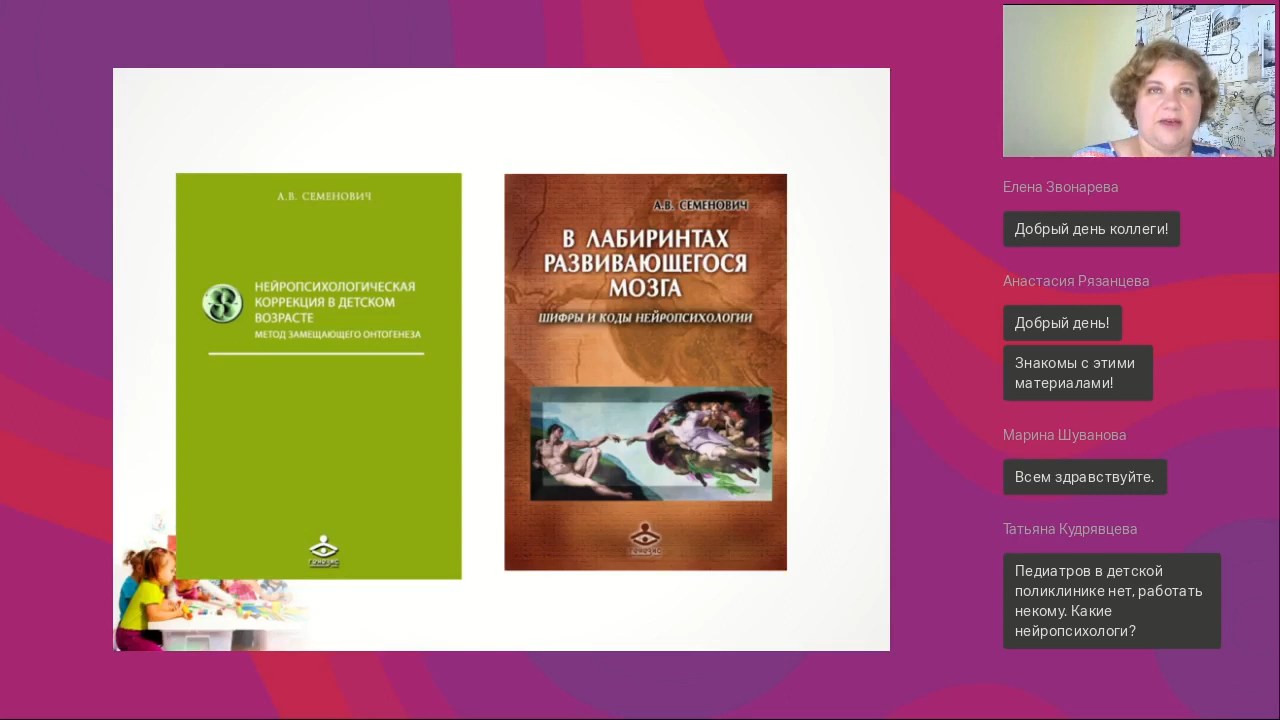 А.В. СЕМЕНОВИЧ
НЕЙРОПСИХОЛОГИЧЕСКАЯ
КОРРЕКЦИЯ В ДЕТСКОМ
ВОЗРАСТЕ
МЕТОД ЗАМЕЩАЮЩЕГО ОНТОГЕНЕЗА
А.В. СЕМЕНОВИЧ
В ЛАБИРИНТАХ
РАЗВИВАЮЩЕГОСЯ
МОЗГА
ШИФРЫ И КОДЫ НЕЙРОПСИХОЛОГИИ
Елена Звонарева
Добрый день коллеги!
Анастасия Рязанцева
Добрый день!
Знакомы с этими
материалами!
Марина Шуванова
Всем здравствуйте.
Татьяна Кудрявцева
Педиатров в детской
поликлинике нет, работать
некому. Какие
нейропсихологи?